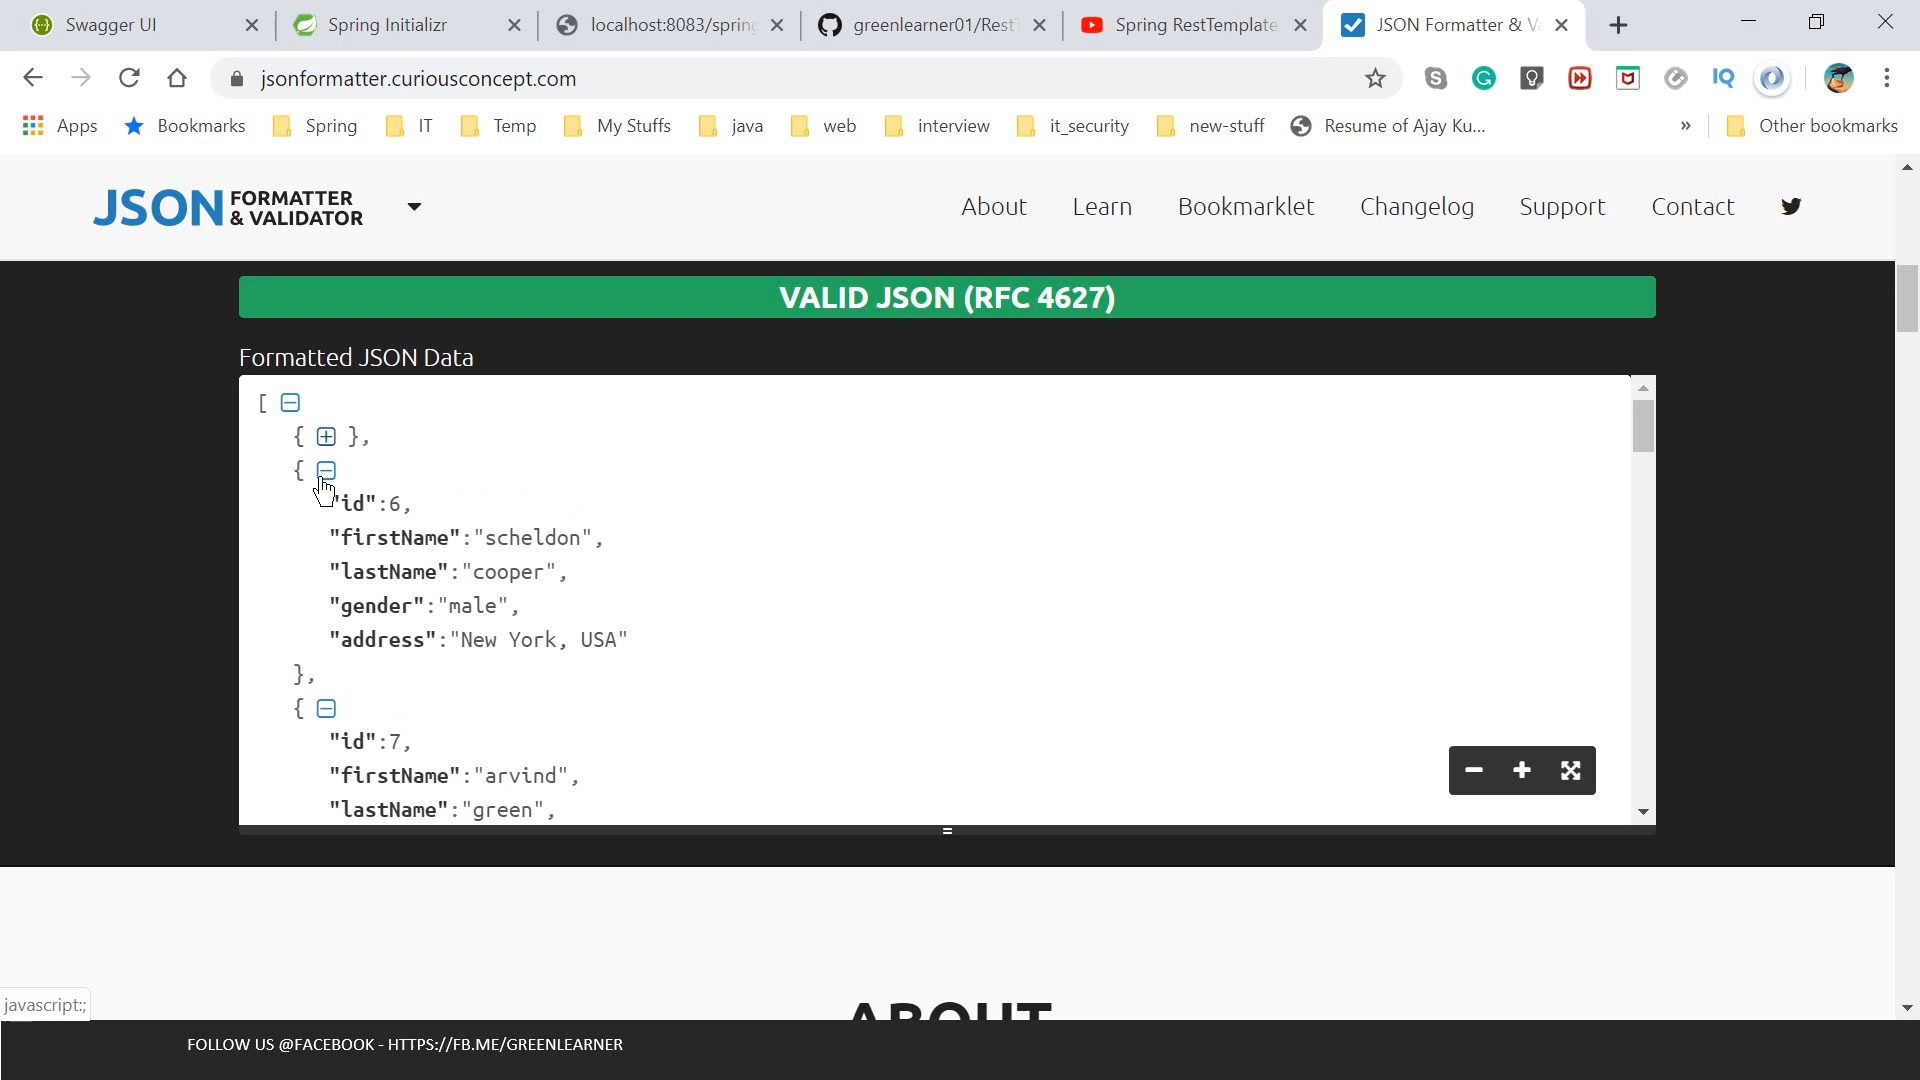 Swagger UI
Spring Initializr
localhost:8083/spring
greenlearner01/RestT
Spring RestTemplate
JSON Formatter & V
jsonformatter.curiousconcept.com
IQ
Apps
Bookmarks
Spring
IT
Temp
My Stuffs
java
web
interview
it_security
new-stuff
Resume of Ajay Ku...
»
Other bookmarks
JSON FORMATTER & VALIDATOR
About
Learn
Bookmarklet
Changelog
Support
Contact
VALID JSON (RFC 4627)
Formatted JSON Data
[
{ },
{
"id":6,
"firstName":"scheldon",
"lastName":"cooper",
"gender":"male",
"address":"New York, USA"
},
{
"id":7,
"firstName":"arvind",
"lastName":"green",
ABOUT
javascript:;
FOLLOW US @FACEBOOK - HTTPS://FB.ME/GREENLEARNER